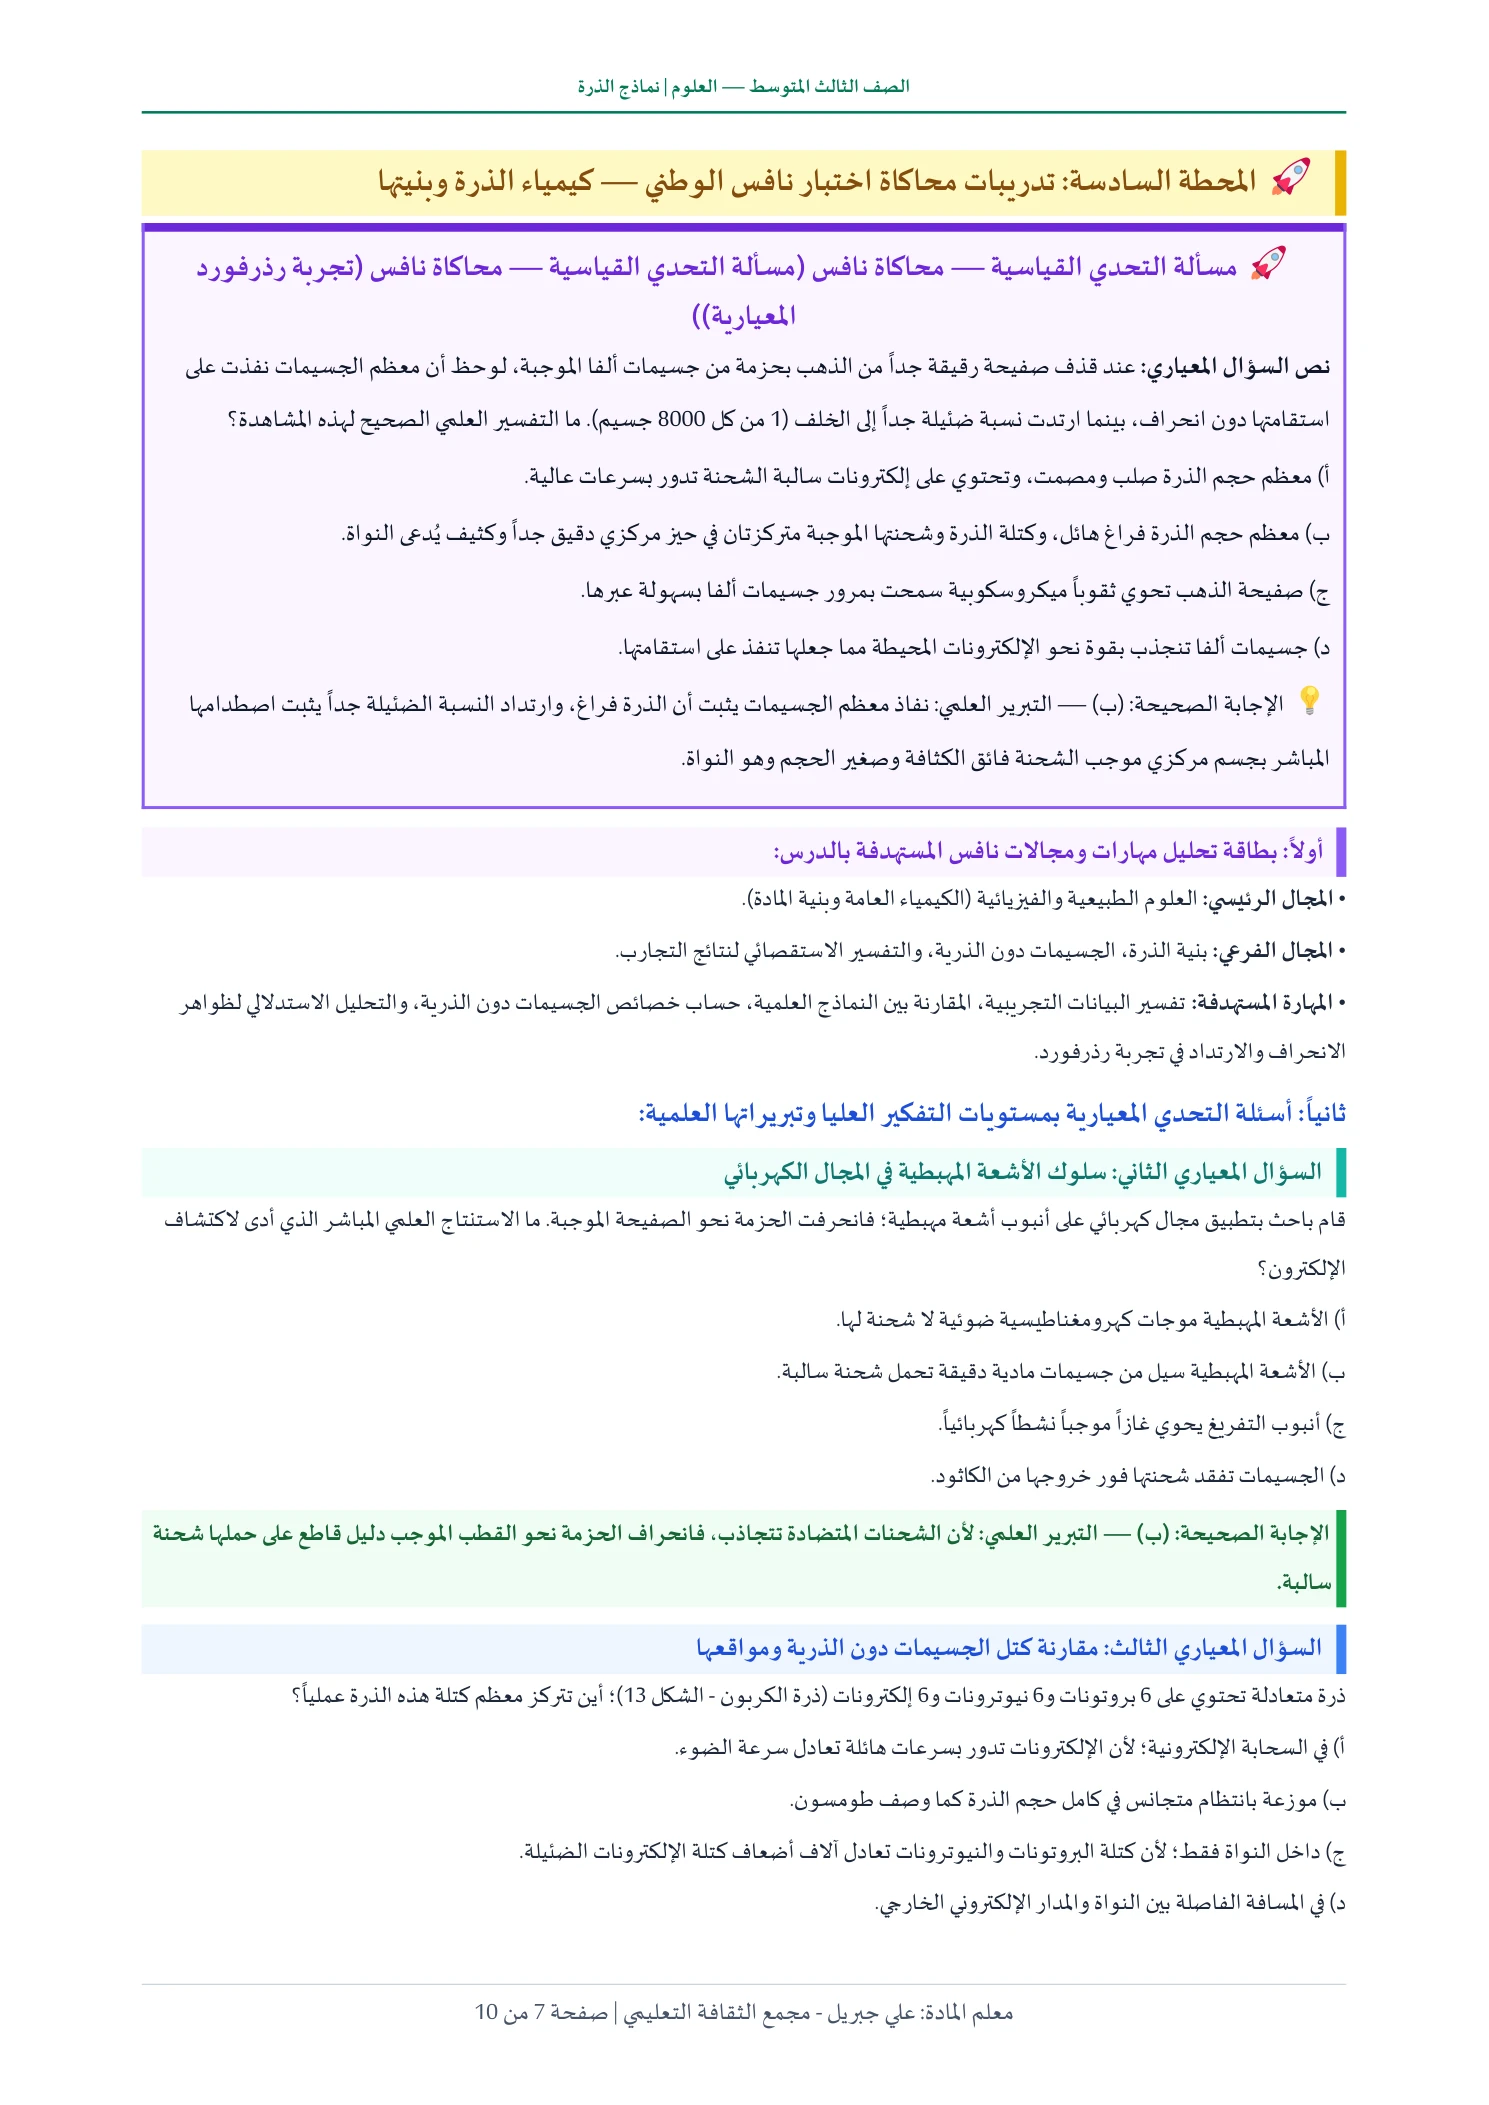 الصف الثالث المتوسط — العلوم | نماذج الذرة
🚀 المحطة السادسة: تدريبات محاكاة اختبار نافس الوطني — كيمياء الذرة وبنيتها
🚀 مسألة التحدي القياسية — محاكاة نافس (مسألة التحدي القياسية — محاكاة نافس (تجربة رذرفورد
المعيارية))
نص السؤال المعياري: عند قذف صفيحة رقيقة جداً من الذهب بحزمة من جسيمات ألفا الموجبة، لوحظ أن معظم الجسيمات نفذت على
استقامتها دون انحراف، بينما ارتدت نسبة ضئيلة جداً إلى الخلف (1 من كل 8000 جسيم). ما التفسير العلمي الصحيح لهذه المشاهدة؟
أ) معظم حجم الذرة صلب ومصمت، وتحتوي على إلكترونات سالبة الشحنة تدور بسرعات عالية.
ب) معظم حجم الذرة فراغ هائل، وكتلة الذرة وشحنتها الموجبة متركزتان في حيز مركزي دقيق جداً وكثيف يُدعى النواة.
ج) صفيحة الذهب تحوي ثقوباً ميكروسكوبية سمحت بمرور جسيمات ألفا بسهولة عبرها.
د) جسيمات ألفا تنجذب بقوة نحو الإلكترونات المحيطة مما جعلها تنفذ على استقامتها.
💡 الإجابة الصحيحة: (ب) — التبرير العلمي: نفاذ معظم الجسيمات يثبت أن الذرة فراغ، وارتداد النسبة الضئيلة جداً يثبت اصطدامها
المباشر بجسم مركزي موجب الشحنة فائق الكثافة وصغير الحجم وهو النواة.
أولاً: بطاقة تحليل مهارات ومجالات نافس المستهدفة بالدرس:
• المجال الرئيسي: العلوم الطبيعية والفيزيائية (الكيمياء العامة وبنية المادة).
• المجال الفرعي: بنية الذرة، الجسيمات دون الذرية، والتفسير الاستقصائي لنتائج التجارب.
• المهارة المستهدفة: تفسير البيانات التجريبية، المقارنة بين النماذج العلمية، حساب خصائص الجسيمات دون الذرية، والتحليل الاستدلالي لظواهر
الانحراف والارتداد في تجربة رذرفورد.
ثانياً: أسئلة التحدي المعيارية بمستويات التفكير العليا وتبريراتها العلمية:
السؤال المعياري الثاني: سلوك الأشعة المهبطية في المجال الكهربائي
قام باحث بتطبيق مجال كهربائي على أنبوب أشعة مهبطية؛ فانحرفت الحزمة نحو الصفيحة الموجبة. ما الاستنتاج العلمي المباشر الذي أدى لاكتشاف
الإلكترون؟
أ) الأشعة المهبطية موجات كهرومغناطيسية ضوئية لا شحنة لها.
ب) الأشعة المهبطية سيل من جسيمات مادية دقيقة تحمل شحنة سالبة.
ج) أنبوب التفريغ يحوي غازاً موجباً نشطاً كهربائياً.
د) الجسيمات تفقد شحنتها فور خروجها من الكاثود.
الإجابة الصحيحة: (ب) — التبرير العلمي: لأن الشحنات المتضادة تتجاذب، فانحراف الحزمة نحو القطب الموجب دليل قاطع على حملها شحنة
سالبة.
السؤال المعياري الثالث: مقارنة كتل الجسيمات دون الذرية ومواقعها
ذرة متعادلة تحتوي على 6 بروتونات و6 نيوترونات و6 إلكترونات (ذرة الكربون - الشكل 13)؛ أين تتركز معظم كتلة هذه الذرة عملياً؟
أ) في السحابة الإلكترونية؛ لأن الإلكترونات تدور بسرعات هائلة تعادل سرعة الضوء.
ب) موزعة بانتظام متجانس في كامل حجم الذرة كما وصف طومسون.
ج) داخل النواة فقط؛ لأن كتلة البروتونات والنيوترونات تعادل آلاف أضعاف كتلة الإلكترونات الضئيلة.
د) في المسافة الفاصلة بين النواة والمدار الإلكتروني الخارجي.
معلم المادة: علي جبريل - مجمع الثقافة التعليمي | صفحة 7 من 10